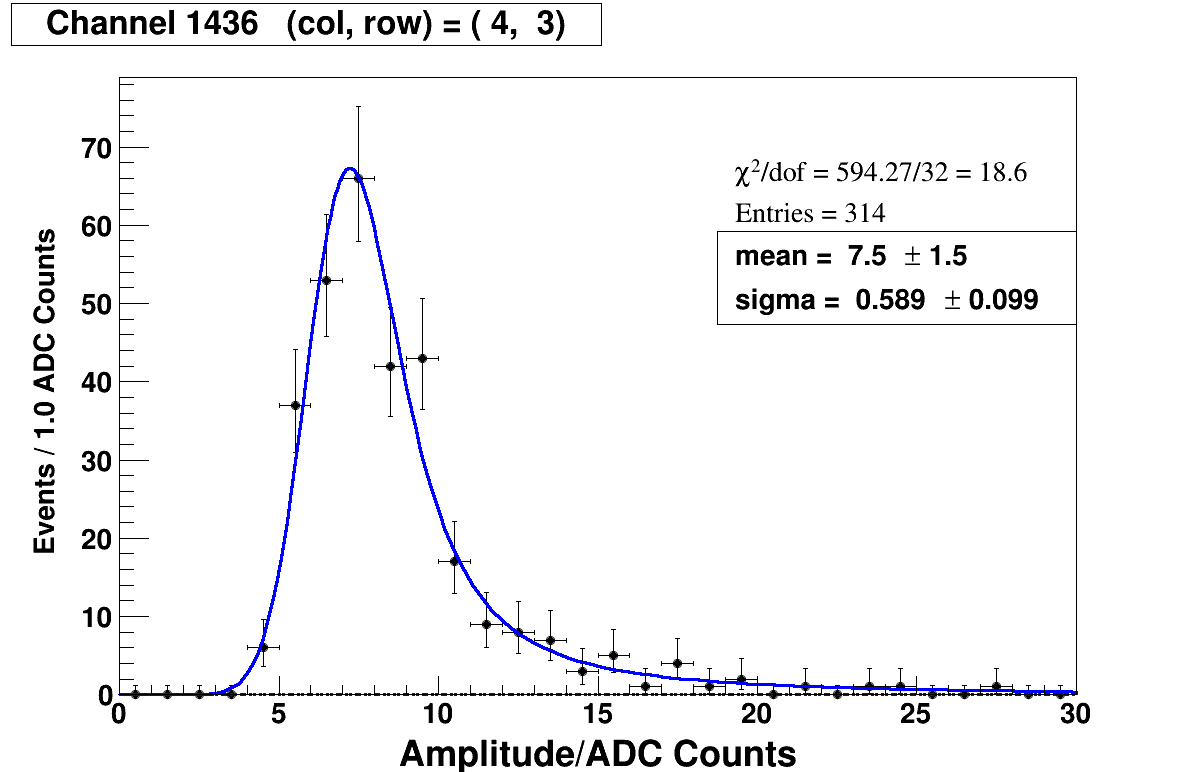 Channel 1436 (col, row) = ( 4, 3)
χ²/dof = 594.27/32 = 18.6
Entries = 314
mean = 7.5 ± 1.5
sigma = 0.589 ± 0.099
Events / 1.0 ADC Counts
70
60
50
40
30
20
10
0
0 5 10 15 20 25 30
Amplitude/ADC Counts